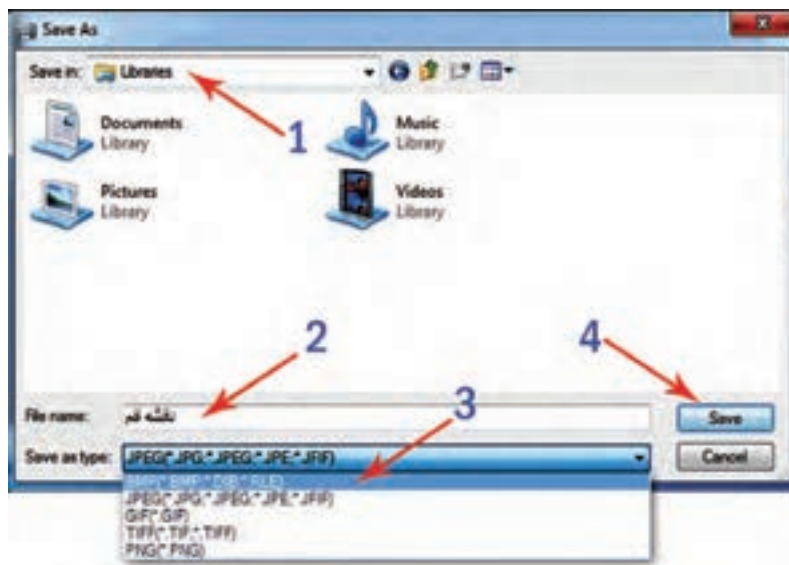 Save As
Save in: Libraries
1
Documents
Library
Music
Library
Pictures
Library
Videos
Library
2
4
File name: نقشه قم
Save
3
Save as type: JPEG(*.JPG;*.JPEG;*.JPE;*.JFIF)
Cancel
BMP(*.BMP;*.DIB;*.RLE)
JPEG(*.JPG;*.JPEG;*.JPE;*.JFIF)
GIF(*.GIF)
TIFF(*.TIF;*.TIFF)
PNG(*.PNG)